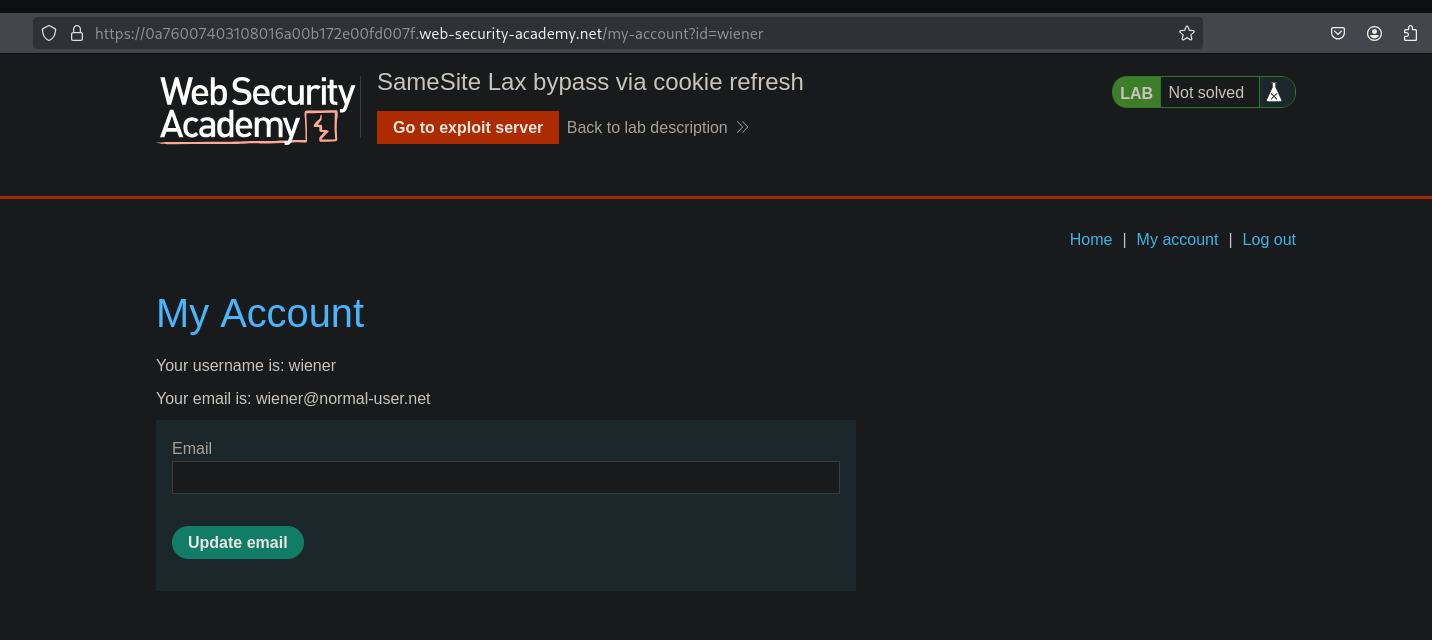 https://0a76007403108016a00b172e00fd007f.web-security-academy.net/my-account?id=wiener
WebSecurity
Academy
SameSite Lax bypass via cookie refresh
Go to exploit server
Back to lab description
LAB
Not solved
Home | My account | Log out
My Account
Your username is: wiener
Your email is: wiener@normal-user.net
Email
Update email